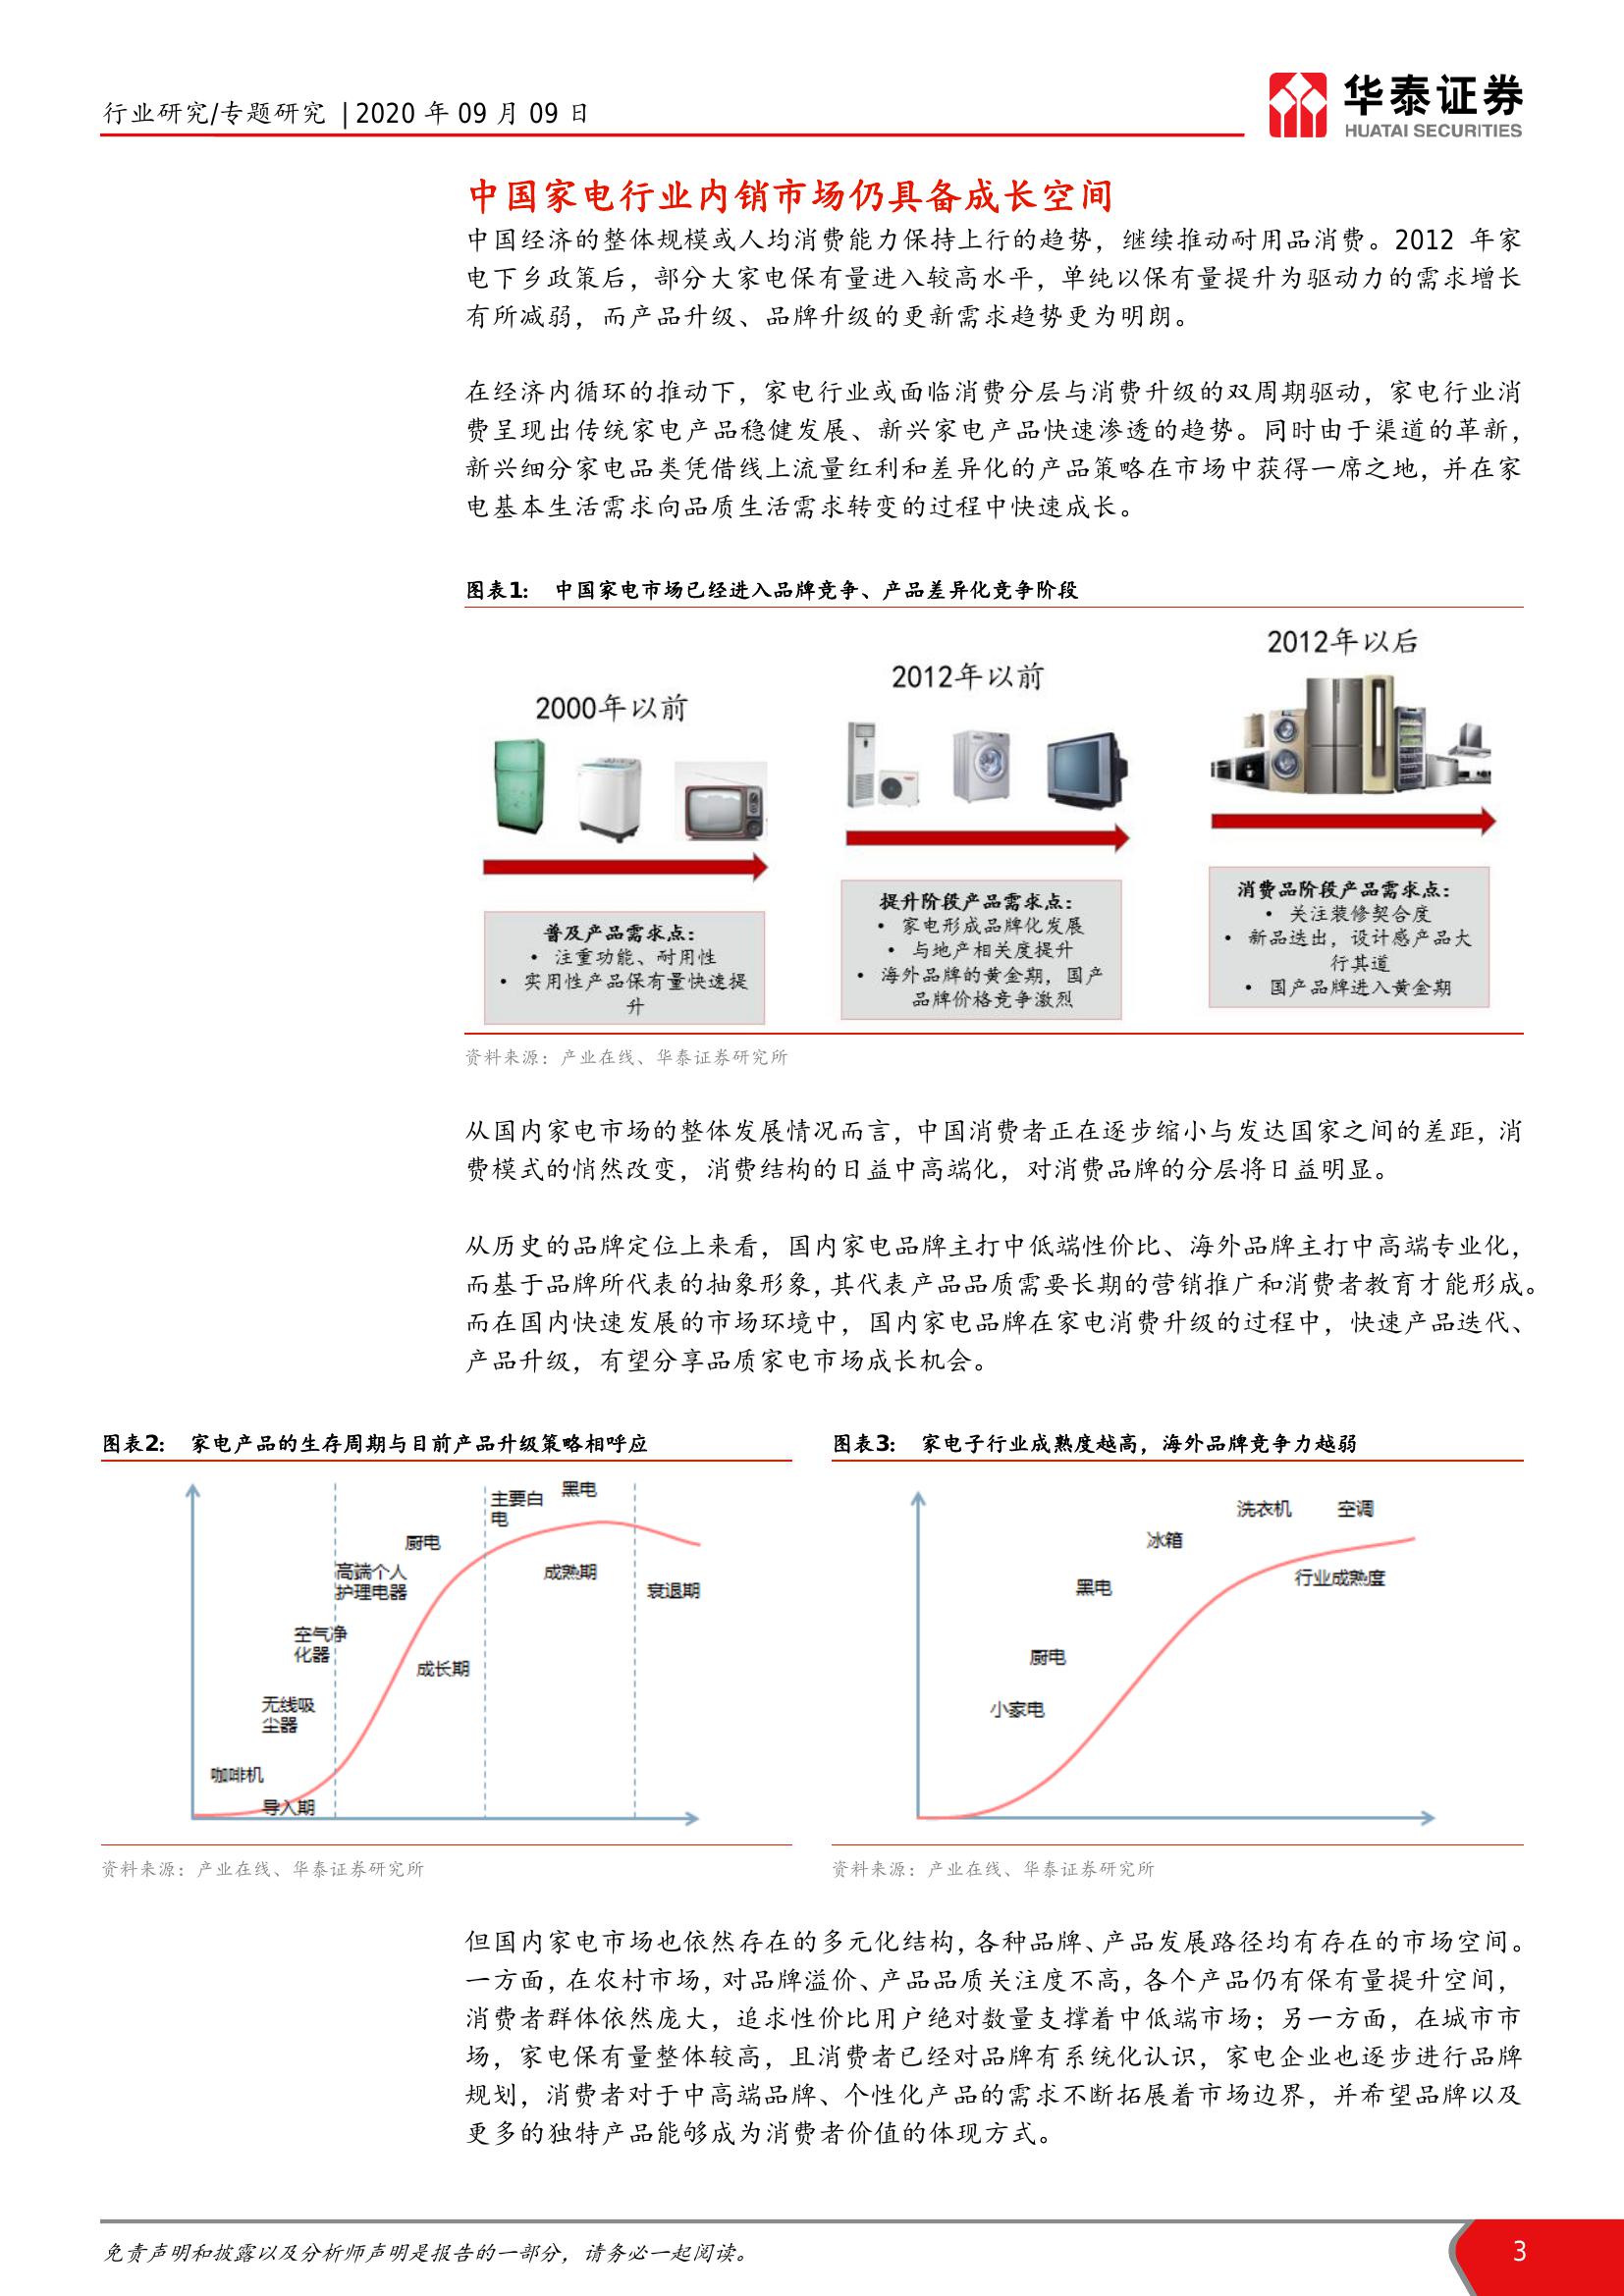 行业研究/专题研究 | 2020 年 09 月 09 日
华泰证券
HUATAI SECURITIES
中国家电行业内销市场仍具备成长空间
中国经济的整体规模或人均消费能力保持上行的趋势，继续推动耐用品消费。2012 年家
电下乡政策后，部分大家电保有量进入较高水平，单纯以保有量提升为驱动力的需求增长
有所减弱，而产品升级、品牌升级的更新需求趋势更为明朗。
在经济内循环的推动下，家电行业或面临消费分层与消费升级的双周期驱动，家电行业消
费呈现出传统家电产品稳健发展、新兴家电产品快速渗透的趋势。同时由于渠道的革新，
新兴细分家电品类凭借线上流量红利和差异化的产品策略在市场中获得一席之地，并在家
电基本生活需求向品质生活需求转变的过程中快速成长。
图表1： 中国家电市场已经进入品牌竞争、产品差异化竞争阶段
2000年以前
2012年以前
2012年以后
普及产品需求点：
• 注重功能、耐用性
• 实用性产品保有量快速提
升
提升阶段产品需求点：
• 家电形成品牌化发展
• 与地产相关度提升
• 海外品牌的黄金期，国产
品牌价格竞争激烈
消费品阶段产品需求点：
• 关注装修契合度
• 新品迭出，设计感产品大
行其道
• 国产品牌进入黄金期
资料来源：产业在线、华泰证券研究所
从国内家电市场的整体发展情况而言，中国消费者正在逐步缩小与发达国家之间的差距，消
费模式的悄然改变，消费结构的日益中高端化，对消费品牌的分层将日益明显。
从历史的品牌定位上来看，国内家电品牌主打中低端性价比、海外品牌主打中高端专业化，
而基于品牌所代表的抽象形象，其代表产品品质需要长期的营销推广和消费者教育才能形成。
而在国内快速发展的市场环境中，国内家电品牌在家电消费升级的过程中，快速产品迭代、
产品升级，有望分享品质家电市场成长机会。
图表2： 家电产品的生存周期与目前产品升级策略相呼应
主要白
电
黑电
厨电
高端个人
护理电器
成熟期
衰退期
空气净
化器
成长期
无线吸
尘器
咖啡机
导入期
资料来源：产业在线、华泰证券研究所
图表3： 家电子行业成熟度越高，海外品牌竞争力越弱
洗衣机
空调
冰箱
行业成熟度
黑电
厨电
小家电
资料来源：产业在线、华泰证券研究所
但国内家电市场也依然存在的多元化结构，各种品牌、产品发展路径均有存在的市场空间。
一方面，在农村市场，对品牌溢价、产品品质关注度不高，各个产品仍有保有量提升空间，
消费者群体依然庞大，追求性价比用户绝对数量支撑着中低端市场；另一方面，在城市市
场，家电保有量整体较高，且消费者已经对品牌有系统化认识，家电企业也逐步进行品牌
规划，消费者对于中高端品牌、个性化产品的需求不断拓展着市场边界，并希望品牌以及
更多的独特产品能够成为消费者价值的体现方式。
免责声明和披露以及分析师声明是报告的一部分，请务必一起阅读。
3